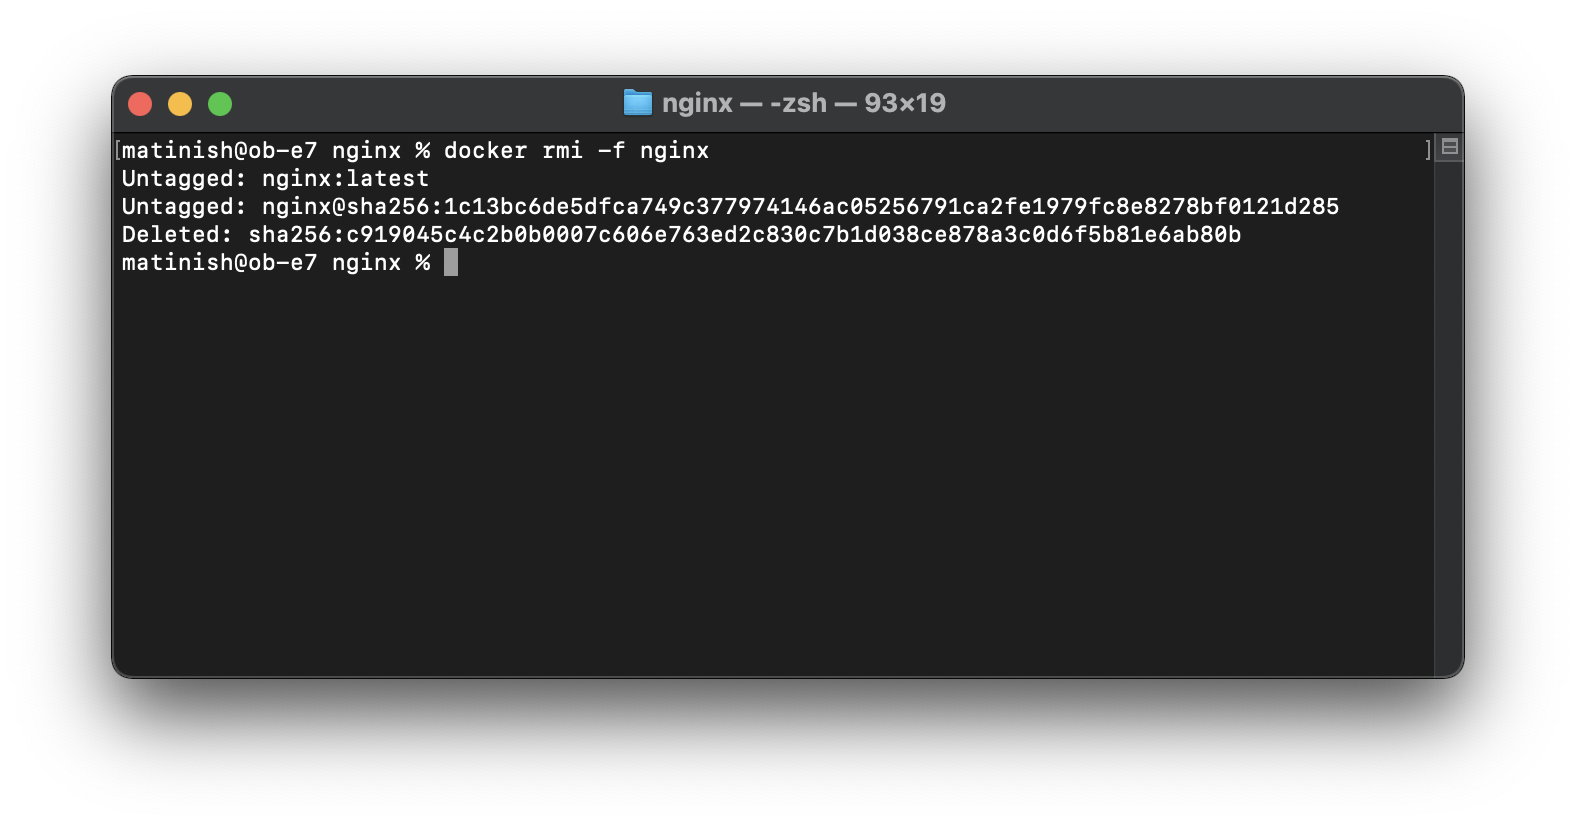 nginx — -zsh — 93×19
[matinish@ob-e7 nginx % docker rmi -f nginx ]
Untagged: nginx:latest
Untagged: nginx@sha256:1c13bc6de5dfca749c377974146ac05256791ca2fe1979fc8e8278bf0121d285
Deleted: sha256:c919045c4c2b0b0007c606e763ed2c830c7b1d038ce878a3c0d6f5b81e6ab80b
matinish@ob-e7 nginx %